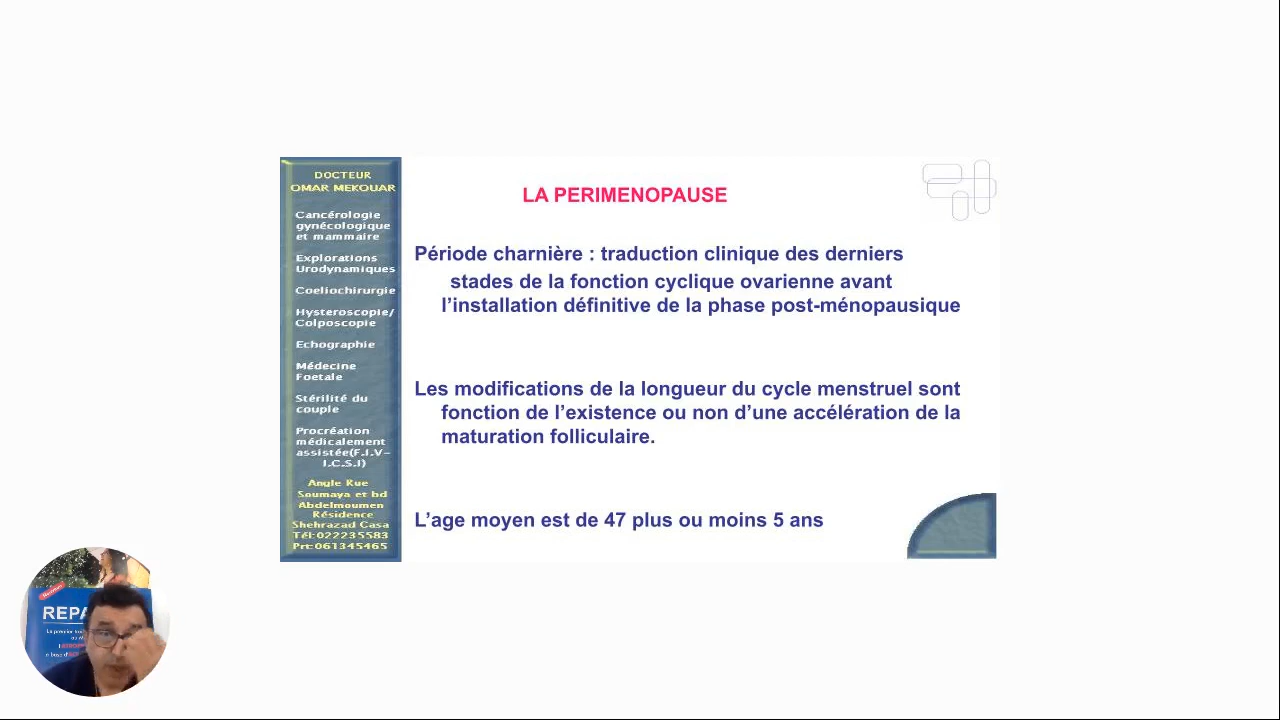 DOCTEUR
OMAR MEKOUAR
Cancérologie
gynécologique
et mammaire
Explorations
Urodynamiques
Coeliochirurgie
Hysteroscopie/
Colposcopie
Echographie
Médecine
Foetale
Stérilité du
couple
Procréation
médicalement
assistée(F.I.V-
I.C.S.I)
Angle Rue
Soumaya et bd
Abdelmoumen
Résidence
Shehrazad Casa
Tél:022235583
Prt:061345465
LA PERIMENOPAUSE
Période charnière : traduction clinique des derniers
stades de la fonction cyclique ovarienne avant
l’installation définitive de la phase post-ménopausique
Les modifications de la longueur du cycle menstruel sont
fonction de l’existence ou non d’une accélération de la
maturation folliculaire.
L’age moyen est de 47 plus ou moins 5 ans
REPA